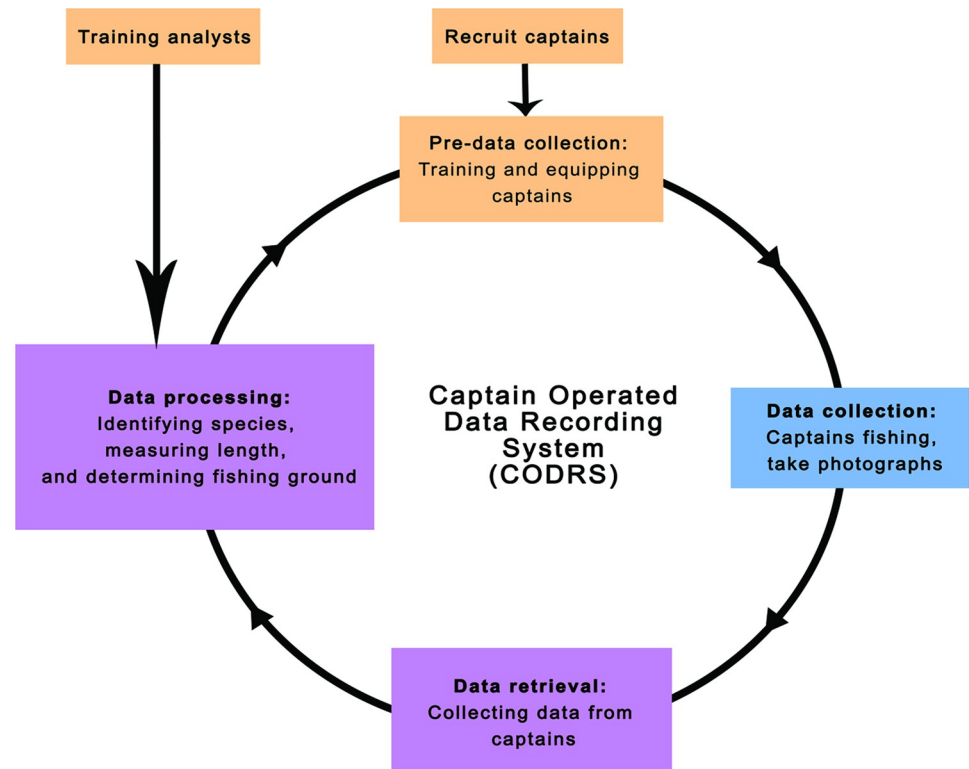 Training analysts
Recruit captains
Pre-data collection:
Training and equipping
captains
Data processing:
Identifying species,
measuring length,
and determining fishing ground
Captain Operated
Data Recording
System
(CODRS)
Data collection:
Captains fishing,
take photographs
Data retrieval:
Collecting data from
captains